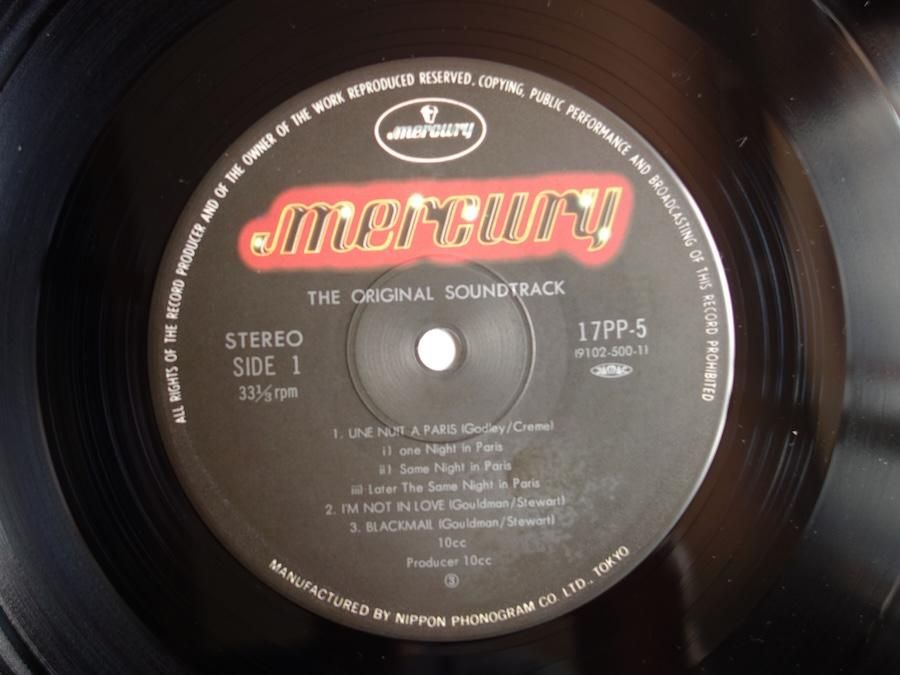 ALL RIGHTS OF THE RECORD PRODUCER AND OF THE OWNER OF THE WORK REPRODUCED RESERVED. COPYING, PUBLIC PERFORMANCE AND BROADCASTING OF THIS RECORD PROHIBITED
mercury
mercury
THE ORIGINAL SOUNDTRACK
STEREO
SIDE 1
33⅓ rpm
17PP-5
(9102-500-1)
1. UNE NUIT A PARIS (Godley/Creme)
i) one Night in Paris
ii) Same Night in Paris
iii) Later The Same Night in Paris
2. I'M NOT IN LOVE (Gouldman/Stewart)
3. BLACKMAIL (Gouldman/Stewart)
10cc
Producer 10cc
③
MANUFACTURED BY NIPPON PHONOGRAM CO. LTD., TOKYO